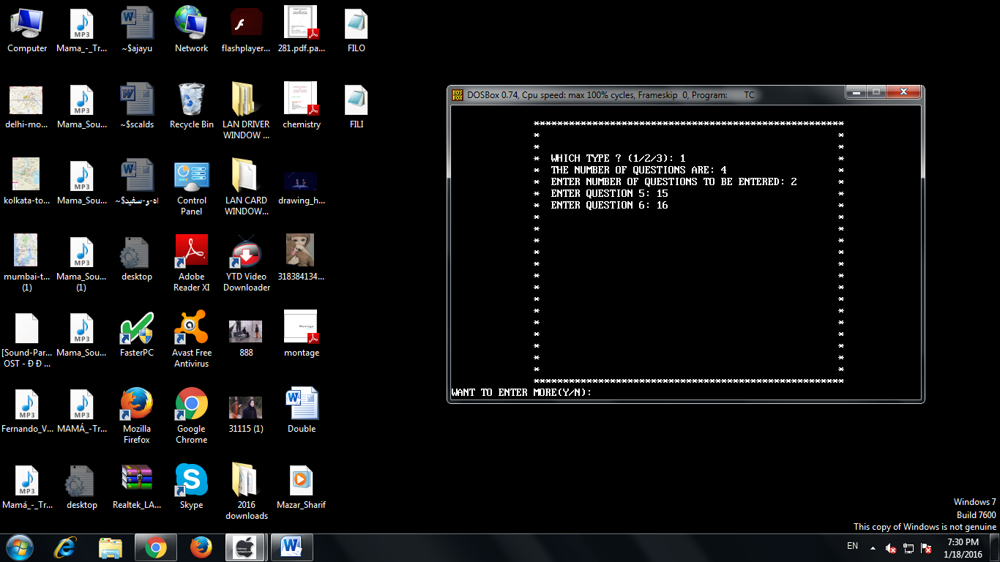 Computer
Mama_-_Tr...
~$ajayu
Network
flashplayer...
281.pdf.pa...
FILO
delhi-mo...
Mama_Sou...
~$scalds
Recycle Bin
LAN DRIVER
WINDOW ...
chemistry
FILI
kolkata-to...
Mama_Sou...
Control
Panel
LAN CARD
WINDOW...
drawing_h...
mumbai-t...
(1)
Mama_Sou...
(1)
desktop
Adobe
Reader XI
YTD Video
Downloader
318384134...
[Sound-Par...
OST - Ð Ð ...
Mama_Sou...
FasterPC
Avast Free
Antivirus
888
montage
Fernando_V...
MAMÁ_-Tr...
Mozilla
Firefox
Google
Chrome
31115 (1)
Double
Mamá_-_Tr...
desktop
Realtek_LA...
Skype
2016
downloads
Mazar_Sharif
DOSBox 0.74, Cpu speed: max 100% cycles, Frameskip 0, Program: TC
WHICH TYPE ? (1/2/3): 1
THE NUMBER OF QUESTIONS ARE: 4
ENTER NUMBER OF QUESTIONS TO BE ENTERED: 2
ENTER QUESTION 5: 15
ENTER QUESTION 6: 16
WANT TO ENTER MORE(Y/N):
Windows 7
Build 7600
This copy of Windows is not genuine
EN
7:30 PM
1/18/2016